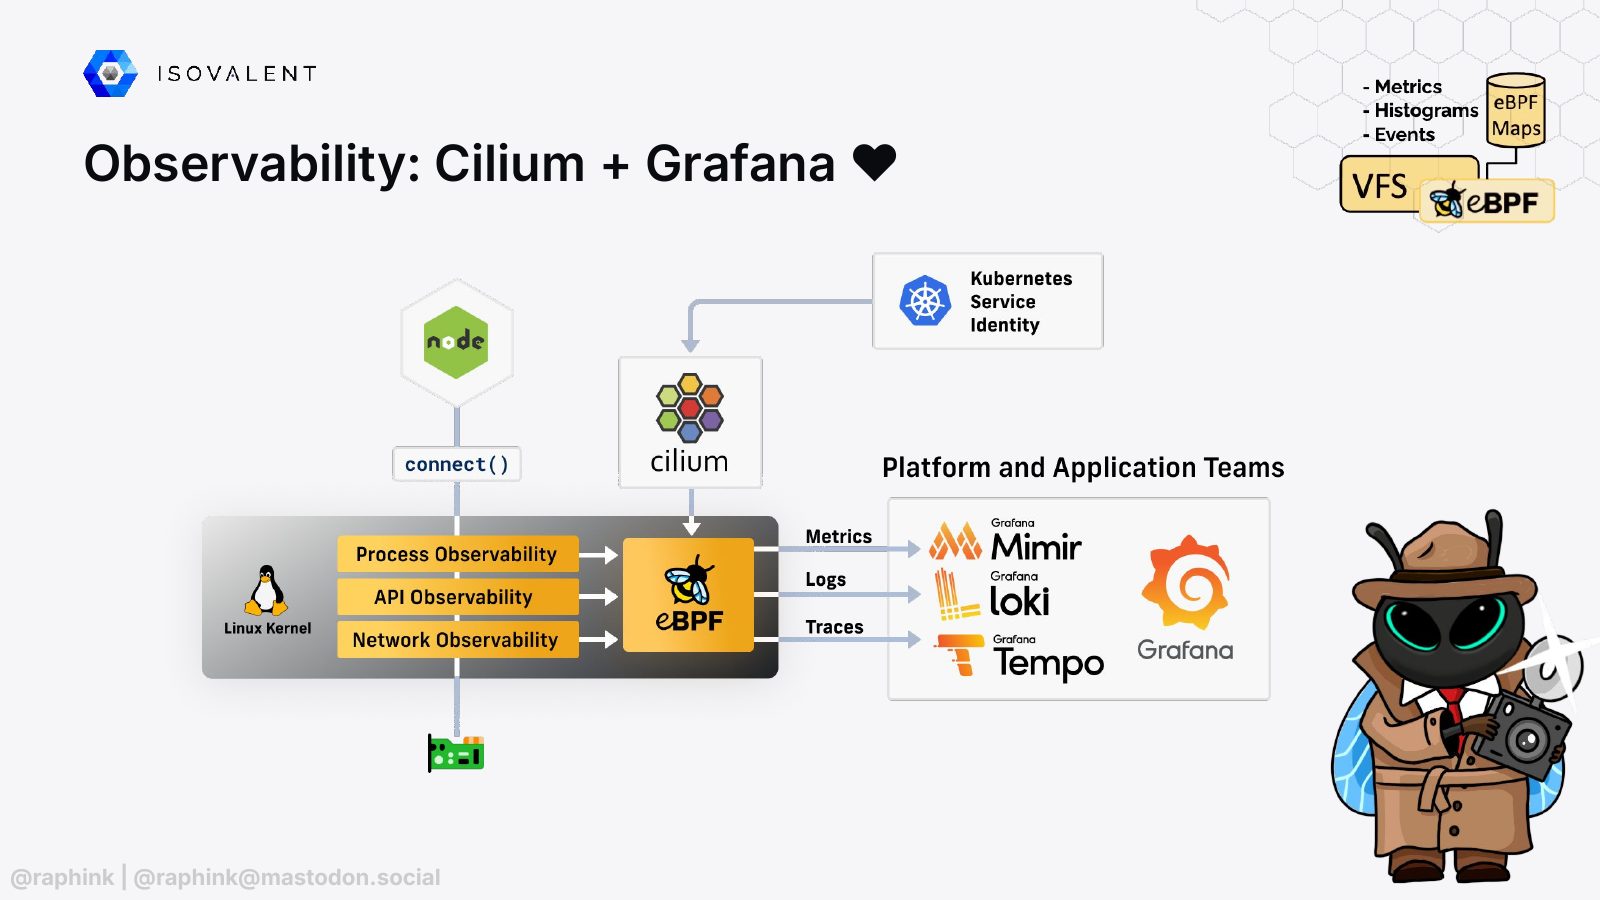 ISOVALENT
Observability: Cilium + Grafana 🖤
- Metrics
- Histograms
- Events
eBPF
Maps
VFS
eBPF
Kubernetes
Service
Identity
node
connect()
cilium
Platform and Application Teams
Linux Kernel
Process Observability
API Observability
Network Observability
eBPF
Metrics
Logs
Traces
Grafana
Mimir
Grafana
loki
Grafana
Tempo
Grafana
@raphink | @raphink@mastodon.social